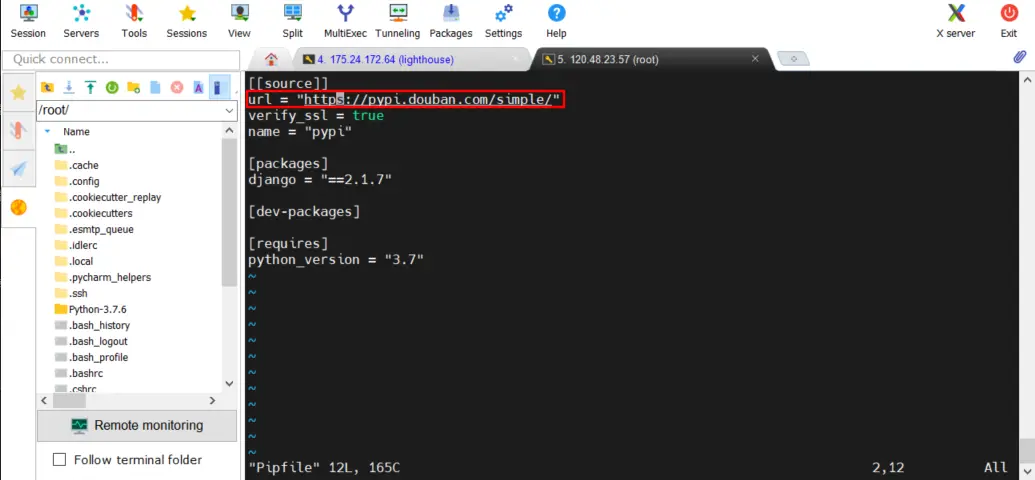 Session
Servers
Tools
Sessions
View
Split
MultiExec
Tunneling
Packages
Settings
Help
X server
Exit
Quick connect...
4. 175.24.172.64 (lighthouse)
5. 120.48.23.57 (root)
/root/
Name
..
.cache
.config
.cookiecutter_replay
.cookiecutters
.esmtp_queue
.idlerc
.local
.pycharm_helpers
.ssh
Python-3.7.6
.bash_history
.bash_logout
.bash_profile
.bashrc
.cshrc
Remote monitoring
Follow terminal folder
[[source]]
url = "https://pypi.douban.com/simple/"
verify_ssl = true
name = "pypi"
[packages]
django = "==2.1.7"
[dev-packages]
[requires]
python_version = "3.7"
~
~
~
~
~
~
~
~
~
~
~
~
"Pipfile" 12L, 165C
2,12
All